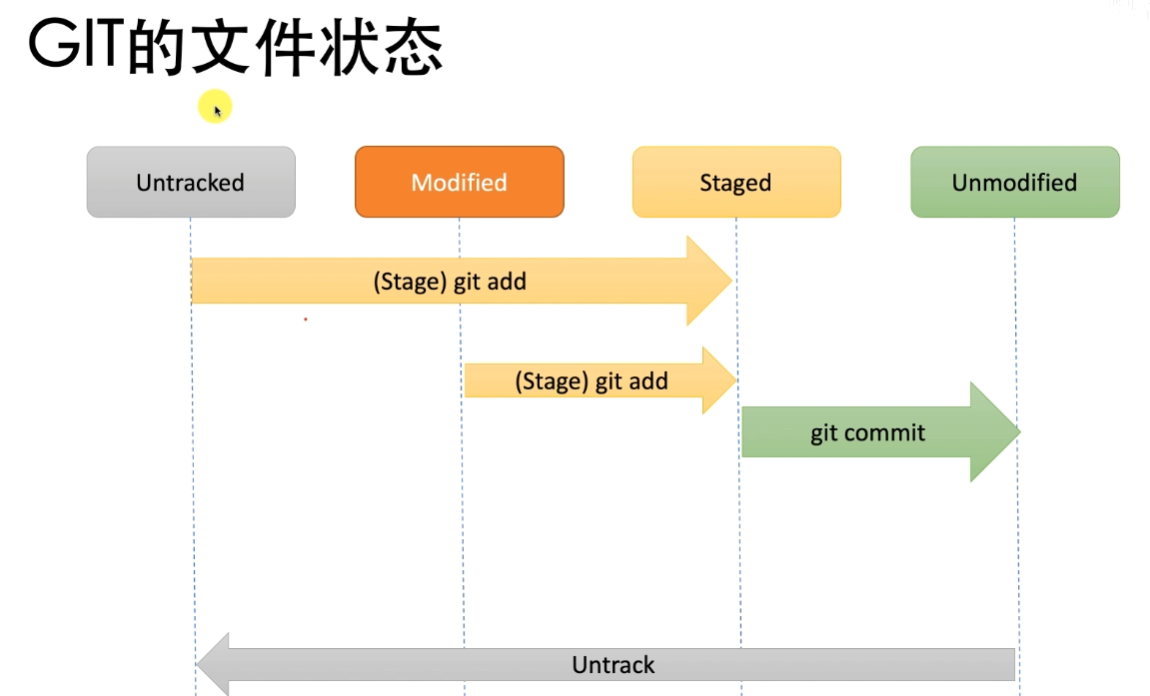 GIT的文件状态
Untracked
Modified
Staged
Unmodified
(Stage) git add
(Stage) git add
git commit
Untrack